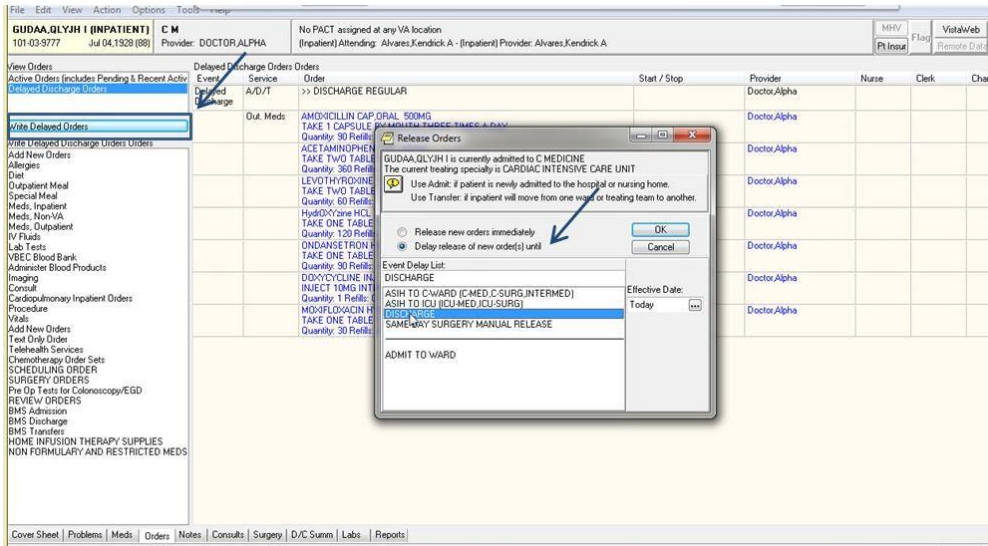 File Edit View Action Options Tools Help
GUDAA,QLYJH I (INPATIENT)
101-03-9777 Jul 04,1928 (88)
C M
Provider: DOCTOR,ALPHA
No PACT assigned at any VA location
(Inpatient) Attending: Alvares,Kendrick A - (Inpatient) Provider: Alvares,Kendrick A
MHV
Pt Insur
Flag
VistaWeb
Remote Data
View Orders
Active Orders (includes Pending & Recent Activ
Delayed Discharge Orders
Write Delayed Orders
Write Delayed Discharge Orders Orders
Add New Orders
Allergies
Diet
Outpatient Meal
Special Meal
Meds, Inpatient
Meds, Non-VA
Meds, Outpatient
IV Fluids
Lab Tests
VBEC Blood Bank
Administer Blood Products
Imaging
Consult
Cardiopulmonary Inpatient Orders
Procedure
Vitals
Add New Orders
Text Only Order
Telehealth Services
Chemotherapy Order Sets
SCHEDULING ORDER
SURGERY ORDERS
Pre Op Tests for Colonoscopy/EGD
REVIEW ORDERS
BMS Admission
BMS Discharge
BMS Transfers
HOME INFUSION THERAPY SUPPLIES
NON FORMULARY AND RESTRICTED MEDS
Delayed Discharge Orders Orders
Event Service Order Start / Stop Provider Nurse Clerk Char
Delayed Discharge A/D/T >> DISCHARGE REGULAR Doctor,Alpha
Out. Meds AMOXICILLIN CAP,ORAL 500MG Doctor,Alpha
TAKE 1 CAPSULE BY MOUTH THREE TIMES A DAY
Quantity: 90 Refills:
ACETAMINOPHEN Doctor,Alpha
TAKE TWO TABLE
Quantity: 360 Refills
LEVOTHYROXINE Doctor,Alpha
TAKE TWO TABLE
Quantity: 60 Refills:
HydrOXYzine HCL Doctor,Alpha
TAKE ONE TABLE
Quantity: 120 Refill
ONDANSETRON H Doctor,Alpha
TAKE ONE TABLE
Quantity: 90 Refills:
DOXYCYCLINE INJ Doctor,Alpha
INJECT 10MG INT
Quantity: 1 Refills: 0
MOXIFLOXACIN H Doctor,Alpha
TAKE ONE TABLE
Quantity: 30 Refills:
Release Orders
GUDAA,QLYJH I is currently admitted to C MEDICINE
The current treating specialty is CARDIAC INTENSIVE CARE UNIT
Use Admit: if patient is newly admitted to the hospital or nursing home.
Use Transfer: if inpatient will move from one ward or treating team to another.
Release new orders immediately
Delay release of new order(s) until
OK
Cancel
Event Delay List:
DISCHARGE
ASIH TO C-WARD (C-MED,C-SURG,INTERMED)
ASIH TO ICU (ICU-MED,ICU-SURG)
DISCHARGE
SAME-DAY SURGERY MANUAL RELEASE
ADMIT TO WARD
Effective Date:
Today ...
Cover Sheet Problems Meds Orders Notes Consults Surgery D/C Summ Labs Reports